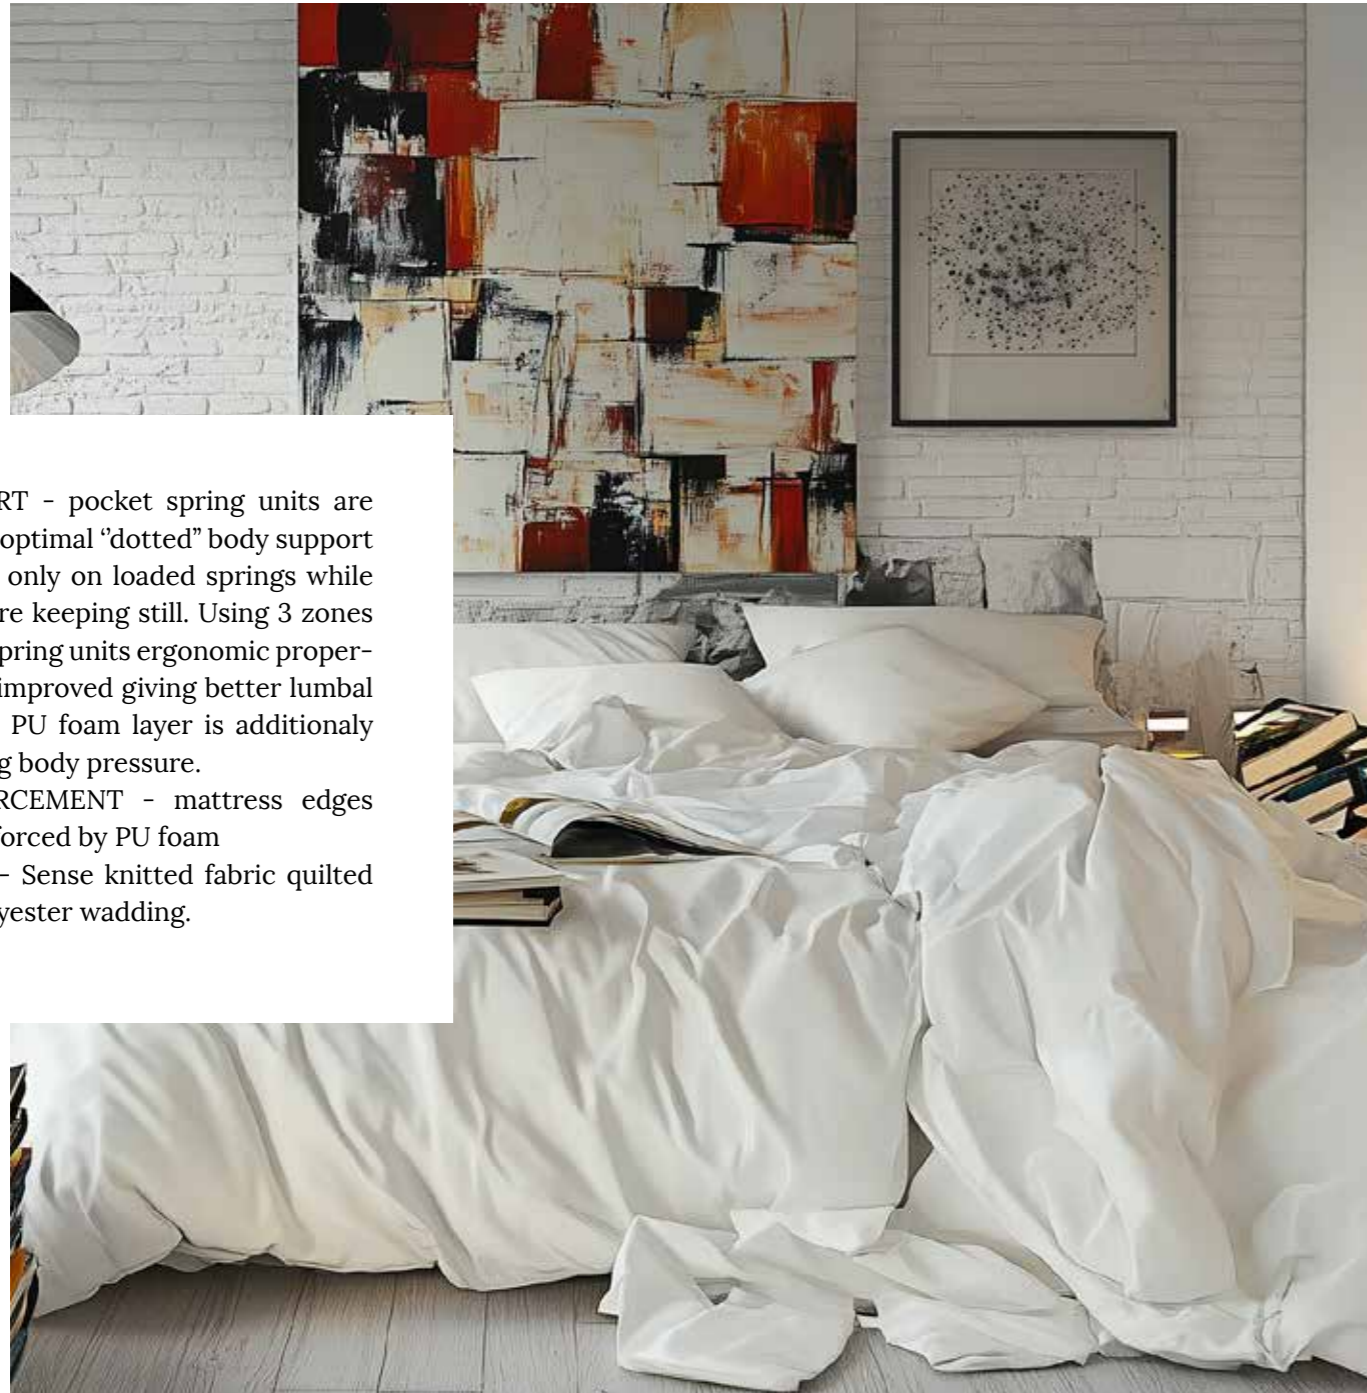 RT - pocket spring units are
optimal ‘’dotted” body support
only on loaded springs while
re keeping still. Using 3 zones
pring units ergonomic proper-
improved giving better lumbal
PU foam layer is additionaly
g body pressure.
RCEMENT - mattress edges
forced by PU foam
- Sense knitted fabric quilted
yester wadding.